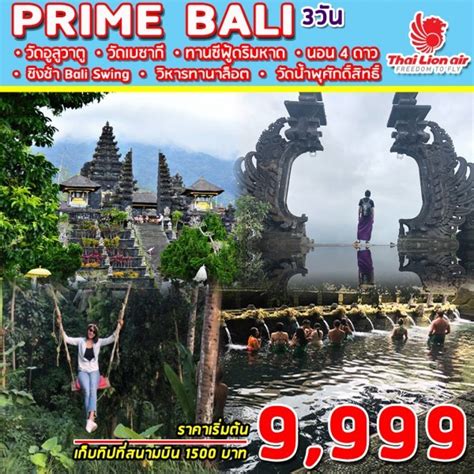 PRIME BALI 3วัน
• วัดอูลูวาตู • วัดเบซากีห์ • ทานซีฟู้ดริมหาด • นอน 4 ดาว
• ชิงช้า Bali Swing • วิหารทานาล็อต • วัดน้ำพุศักดิ์สิทธิ์
Thai Lion air
FREEDOM TO FLY
ราคาเริ่มต้น
9,999
เก็บทิปที่สนามบิน 1500 บาท